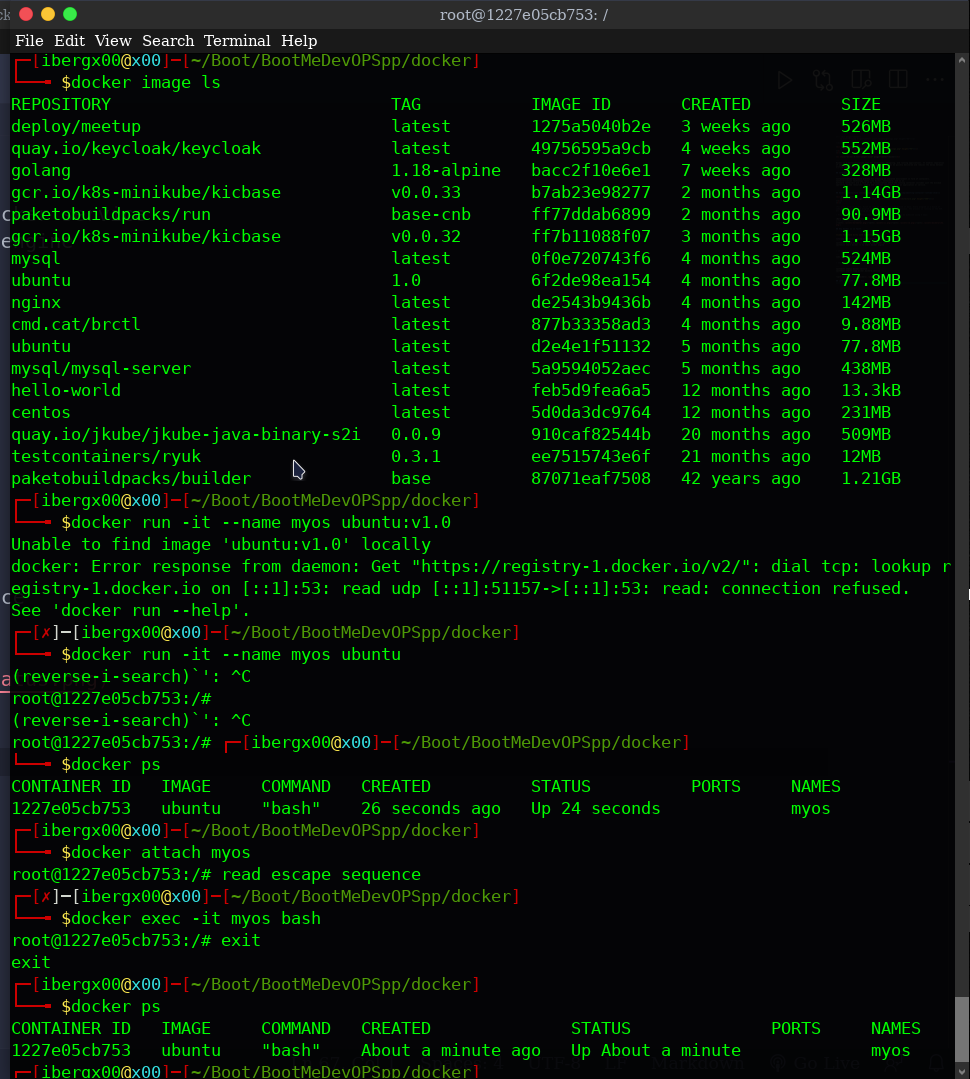 root@1227e05cb753: /
File Edit View Search Terminal Help
┌─[ibergx00@x00]─[~/Boot/BootMeDevOPSpp/docker]
└──╼ $docker image ls
REPOSITORY TAG IMAGE ID CREATED SIZE
deploy/meetup latest 1275a5040b2e 3 weeks ago 526MB
quay.io/keycloak/keycloak latest 49756595a9cb 4 weeks ago 552MB
golang 1.18-alpine bacc2f10e6e1 7 weeks ago 328MB
gcr.io/k8s-minikube/kicbase v0.0.33 b7ab23e98277 2 months ago 1.14GB
paketobuildpacks/run base-cnb ff77ddab6899 2 months ago 90.9MB
gcr.io/k8s-minikube/kicbase v0.0.32 ff7b11088f07 3 months ago 1.15GB
mysql latest 0f0e720743f6 4 months ago 524MB
ubuntu 1.0 6f2de98ea154 4 months ago 77.8MB
nginx latest de2543b9436b 4 months ago 142MB
cmd.cat/brctl latest 877b33358ad3 4 months ago 9.88MB
ubuntu latest d2e4e1f51132 5 months ago 77.8MB
mysql/mysql-server latest 5a9594052aec 5 months ago 438MB
hello-world latest feb5d9fea6a5 12 months ago 13.3kB
centos latest 5d0da3dc9764 12 months ago 231MB
quay.io/jkube/jkube-java-binary-s2i 0.0.9 910caf82544b 20 months ago 509MB
testcontainers/ryuk 0.3.1 ee7515743e6f 21 months ago 12MB
paketobuildpacks/builder base 87071eaf7508 42 years ago 1.21GB
┌─[ibergx00@x00]─[~/Boot/BootMeDevOPSpp/docker]
└──╼ $docker run -it --name myos ubuntu:v1.0
Unable to find image 'ubuntu:v1.0' locally
docker: Error response from daemon: Get "https://registry-1.docker.io/v2/": dial tcp: lookup r
egistry-1.docker.io on [::1]:53: read udp [::1]:51157->[::1]:53: read: connection refused.
See 'docker run --help'.
┌─[✗]─[ibergx00@x00]─[~/Boot/BootMeDevOPSpp/docker]
└──╼ $docker run -it --name myos ubuntu
(reverse-i-search)`': ^C
root@1227e05cb753:/#
(reverse-i-search)`': ^C
root@1227e05cb753:/# ┌─[ibergx00@x00]─[~/Boot/BootMeDevOPSpp/docker]
└──╼ $docker ps
CONTAINER ID IMAGE COMMAND CREATED STATUS PORTS NAMES
1227e05cb753 ubuntu "bash" 26 seconds ago Up 24 seconds myos
┌─[ibergx00@x00]─[~/Boot/BootMeDevOPSpp/docker]
└──╼ $docker attach myos
root@1227e05cb753:/# read escape sequence
┌─[✗]─[ibergx00@x00]─[~/Boot/BootMeDevOPSpp/docker]
└──╼ $docker exec -it myos bash
root@1227e05cb753:/# exit
exit
┌─[ibergx00@x00]─[~/Boot/BootMeDevOPSpp/docker]
└──╼ $docker ps
CONTAINER ID IMAGE COMMAND CREATED STATUS PORTS NAMES
1227e05cb753 ubuntu "bash" About a minute ago Up About a minute myos
┌─[ibergx00@x00]─[~/Boot/BootMeDevOPSpp/docker]